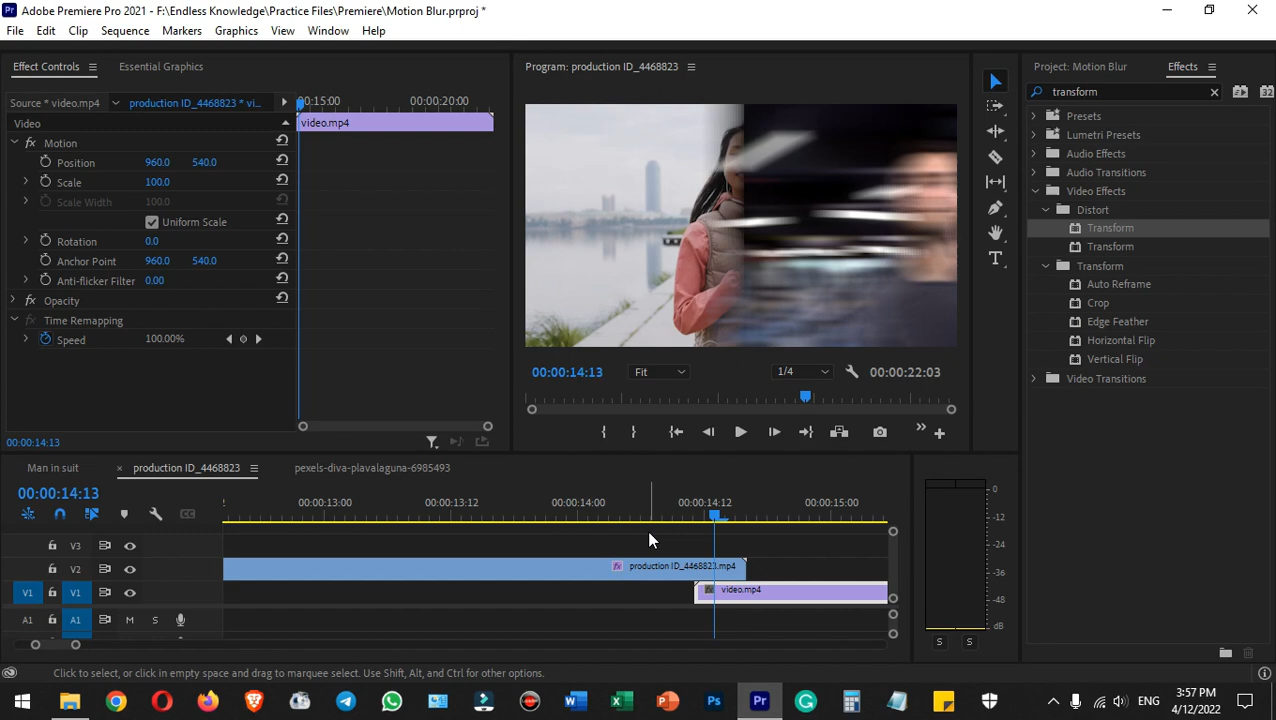 Adobe Premiere Pro 2021 - F:\Endless Knowledge\Practice Files\Premiere\Motion Blur.prproj *
File Edit Clip Sequence Markers Graphics View Window Help
Effect Controls Essential Graphics
Program: production ID_4468823
Project: Motion Blur Effects
transform
Source * video.mp4 production ID_4468823 * vi...
:00:15:00 00:00:20:00
Video
video.mp4
fx Motion
Position 960.0 540.0
Scale 100.0
Scale Width 100.0
Uniform Scale
Rotation 0.0
Anchor Point 960.0 540.0
Anti-flicker Filter 0.00
fx Opacity
fx Time Remapping
Speed 100.00%
00:00:14:13
00:00:14:13 Fit 1/4 00:00:22:03
Presets
Lumetri Presets
Audio Effects
Audio Transitions
Video Effects
Distort
Transform
Transform
Transform
Auto Reframe
Crop
Edge Feather
Horizontal Flip
Vertical Flip
Video Transitions
Man in suit × production ID_4468823 pexels-diva-plavalaguna-6985493
00:00:14:13
00:00:13:00 00:00:13:12 00:00:14:00 00:00:14:12 00:00:15:00
V3
V2 fx production ID_4468823.mp4
V1 V1 fx video.mp4
A1 A1 M S
0
-12
-24
-36
-48
dB
S S
Click to select, or click in empty space and drag to marquee select. Use Shift, Alt, and Ctrl for other options.
ENG
3:57 PM
4/12/2022